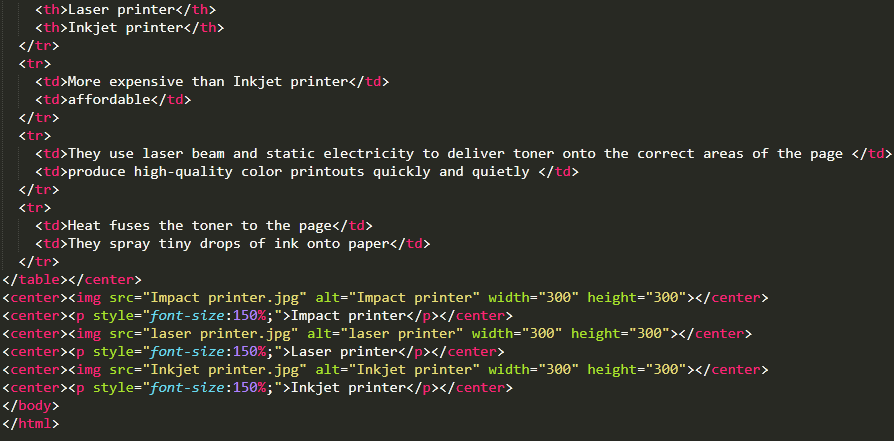 <th>Laser printer</th>
<th>Inkjet printer</th>
</tr>
<tr>
<td>More expensive than Inkjet printer</td>
<td>affordable</td>
</tr>
<tr>
<td>They use laser beam and static electricity to deliver toner onto the correct areas of the page </td>
<td>produce high-quality color printouts quickly and quietly </td>
</tr>
<tr>
<td>Heat fuses the toner to the page</td>
<td>They spray tiny drops of ink onto paper</td>
</tr>
</table></center>
<center><img src="Impact printer.jpg" alt="Impact printer" width="300" height="300"></center>
<center><p style="font-size:150%;">Impact printer</p></center>
<center><img src="laser printer.jpg" alt="laser printer" width="300" height="300"></center>
<center><p style="font-size:150%;">Laser printer</p></center>
<center><img src="Inkjet printer.jpg" alt="Inkjet printer" width="300" height="300"></center>
<center><p style="font-size:150%;">Inkjet printer</p></center>
</body>
</html>